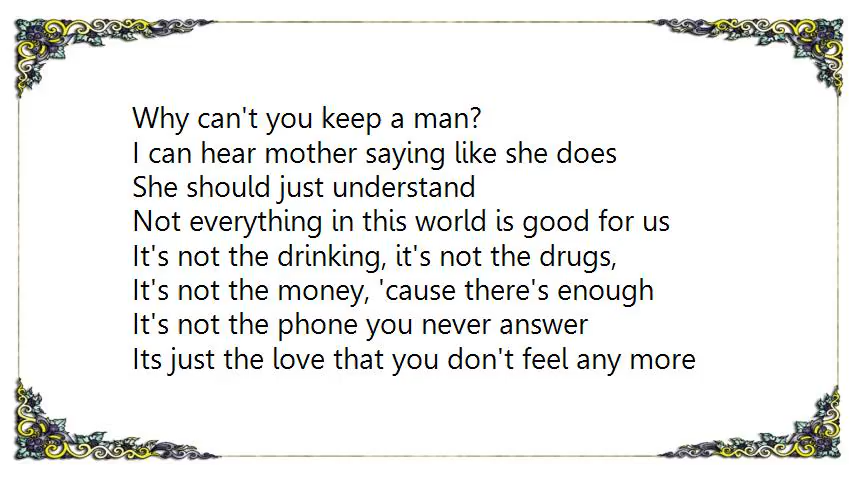 Why can't you keep a man?
I can hear mother saying like she does
She should just understand
Not everything in this world is good for us
It's not the drinking, it's not the drugs,
It's not the money, 'cause there's enough
It's not the phone you never answer
Its just the love that you don't feel any more